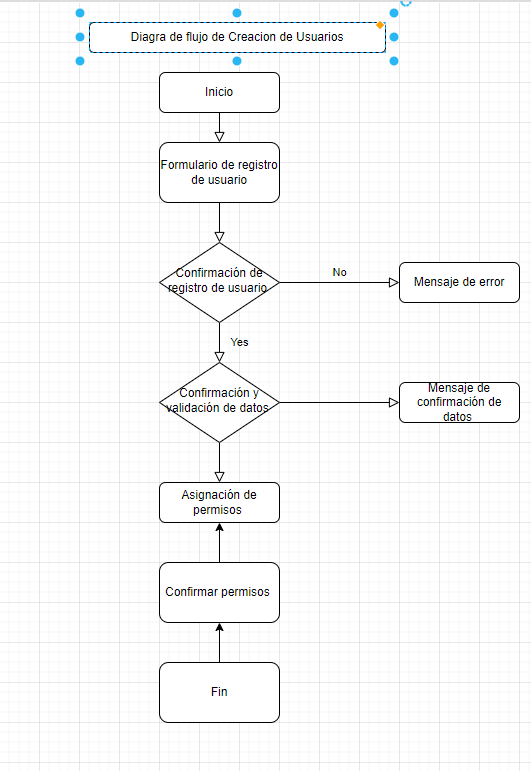 Diagra de flujo de Creacion de Usuarios
Inicio
Formulario de registro
de usuario
Confirmación de
registro de usuario
No
Mensaje de error
Yes
Confirmación y
validación de datos
Mensaje de
confirmación de
datos
Asignación de
permisos
Confirmar permisos
Fin